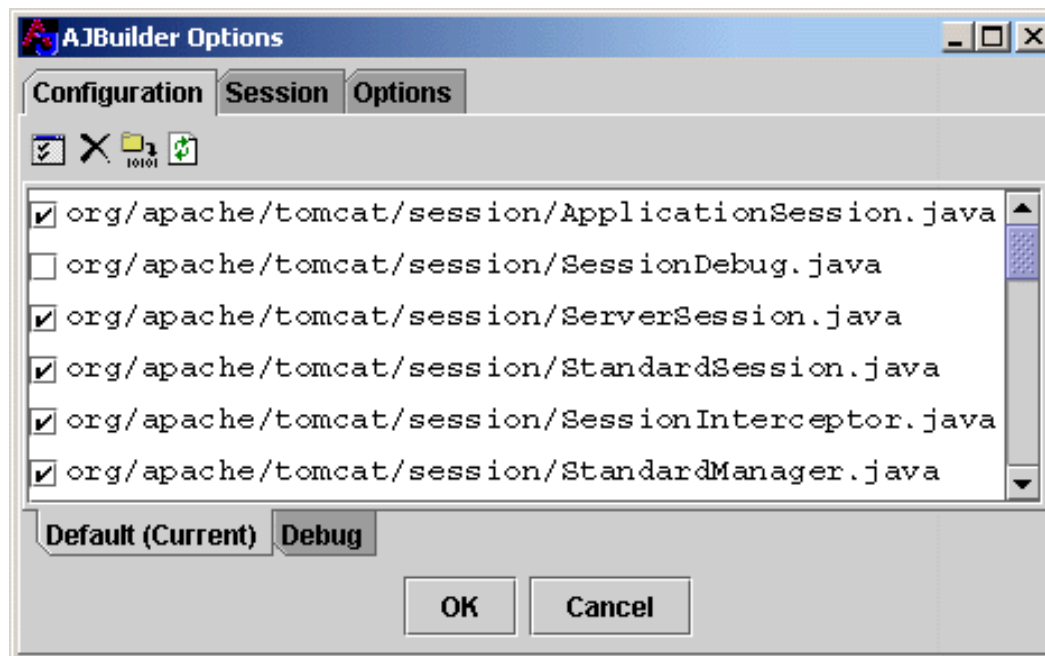 AJBuilder Options
Configuration Session Options
10101
org/apache/tomcat/session/ApplicationSession.java
org/apache/tomcat/session/SessionDebug.java
org/apache/tomcat/session/ServerSession.java
org/apache/tomcat/session/StandardSession.java
org/apache/tomcat/session/SessionInterceptor.java
org/apache/tomcat/session/StandardManager.java
Default (Current) Debug
OK Cancel